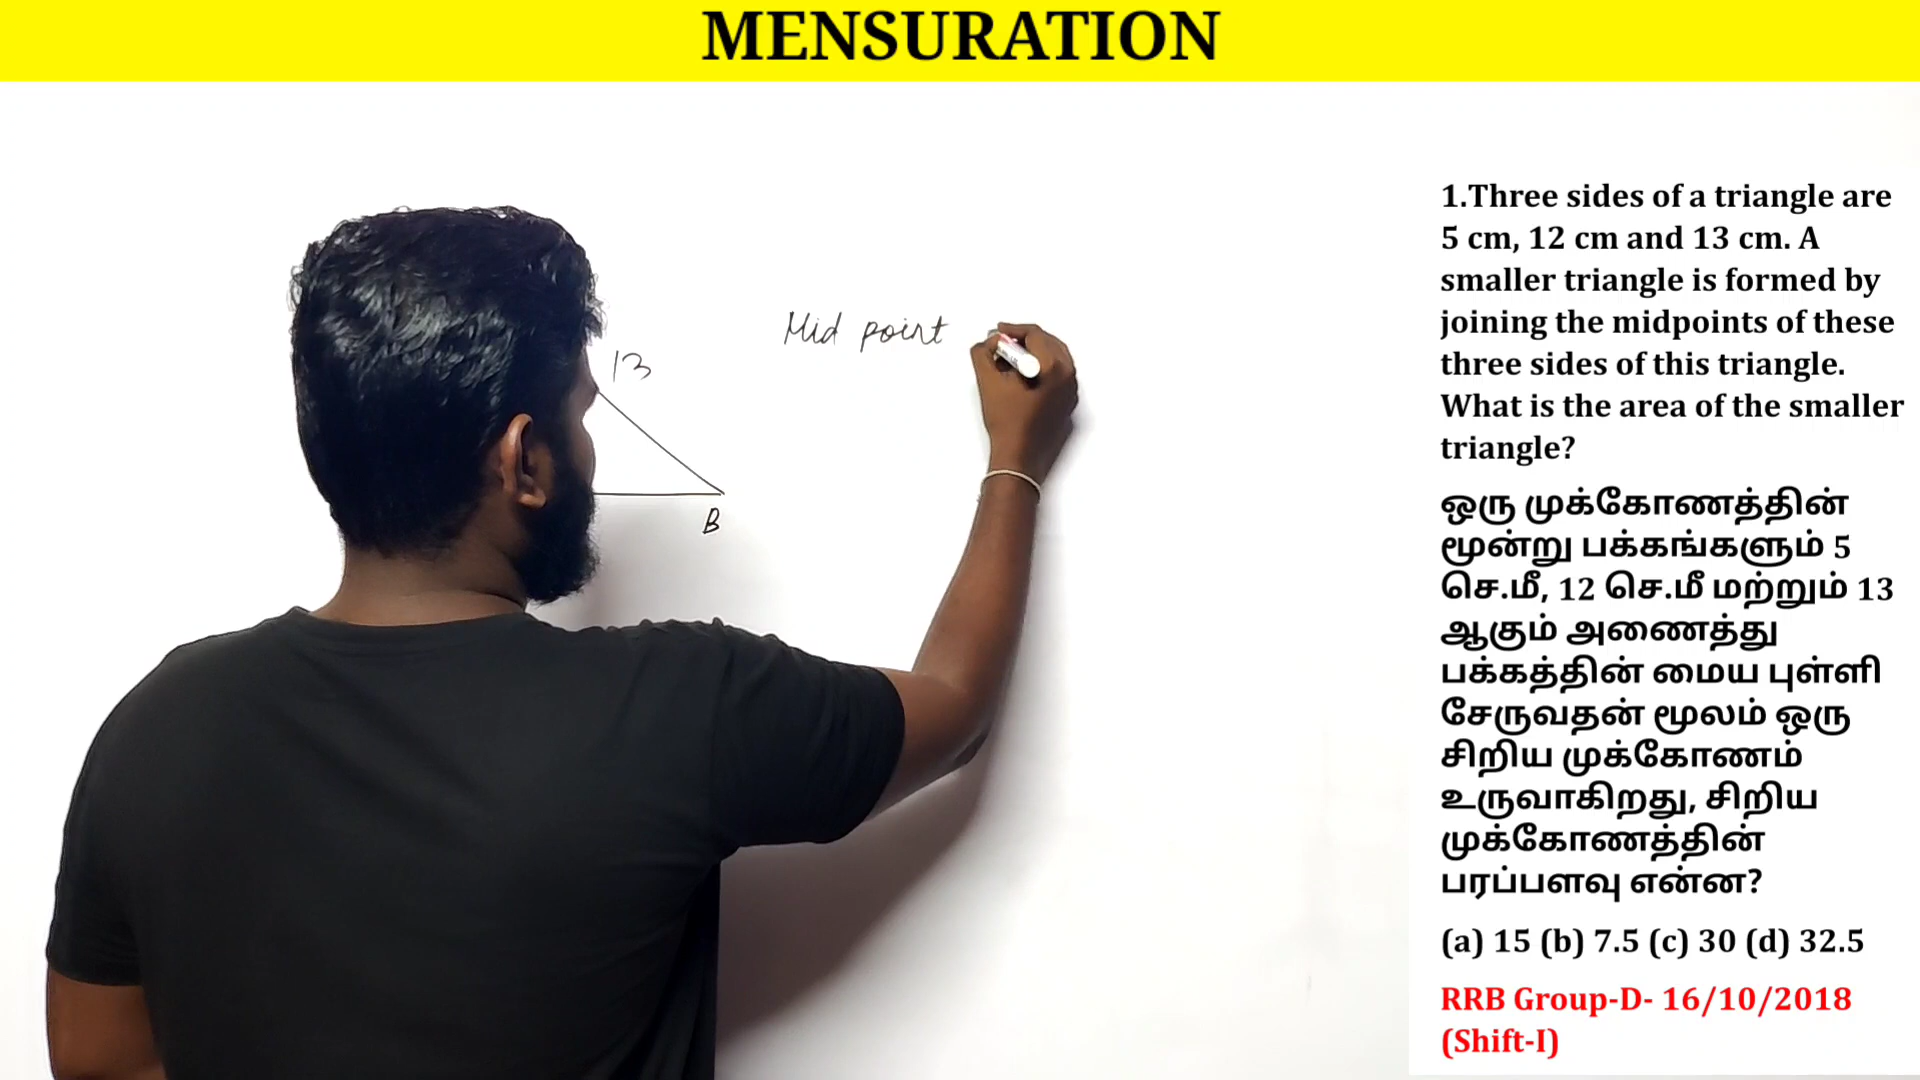 MENSURATION
13
Mid point
B
1.Three sides of a triangle are
5 cm, 12 cm and 13 cm. A
smaller triangle is formed by
joining the midpoints of these
three sides of this triangle.
What is the area of the smaller
triangle?
ஒரு முக்கோணத்தின்
மூன்று பக்கங்களும் 5
செ.மீ, 12 செ.மீ மற்றும் 13
ஆகும் அணைத்து
பக்கத்தின் மைய புள்ளி
சேருவதன் மூலம் ஒரு
சிறிய முக்கோணம்
உருவாகிறது, சிறிய
முக்கோணத்தின்
பரப்பளவு என்ன?
(a) 15 (b) 7.5 (c) 30 (d) 32.5
RRB Group-D- 16/10/2018
(Shift-I)